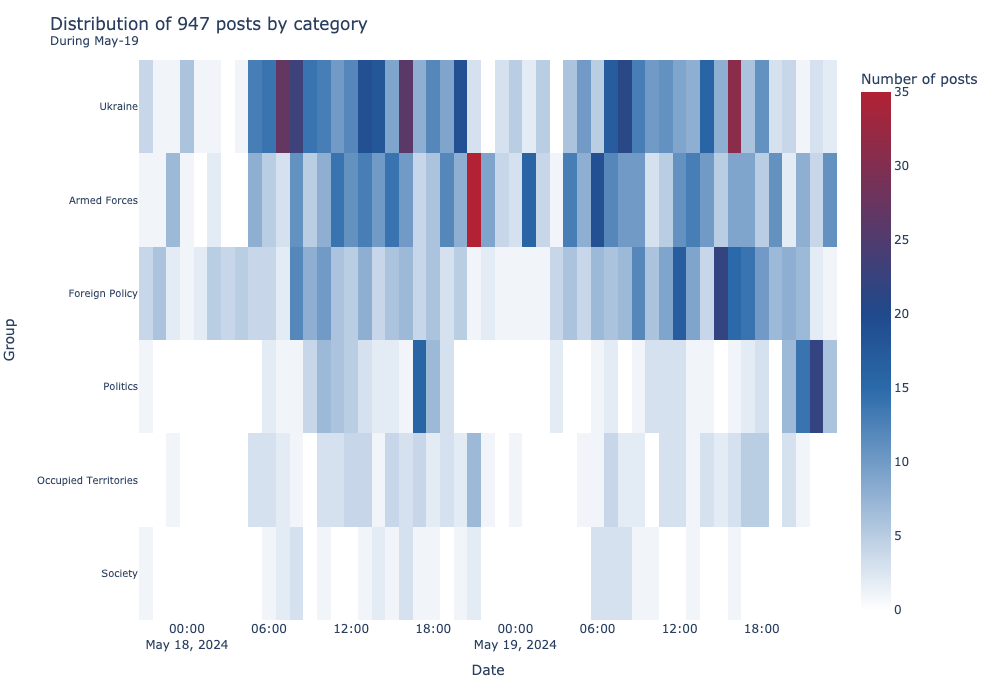 Distribution of 947 posts by category
During May-19
Number of posts
35
30
25
20
15
10
5
0
Group
Ukraine
Armed Forces
Foreign Policy
Politics
Occupied Territories
Society
00:00 06:00 12:00 18:00 00:00 06:00 12:00 18:00
May 18, 2024 May 19, 2024
Date